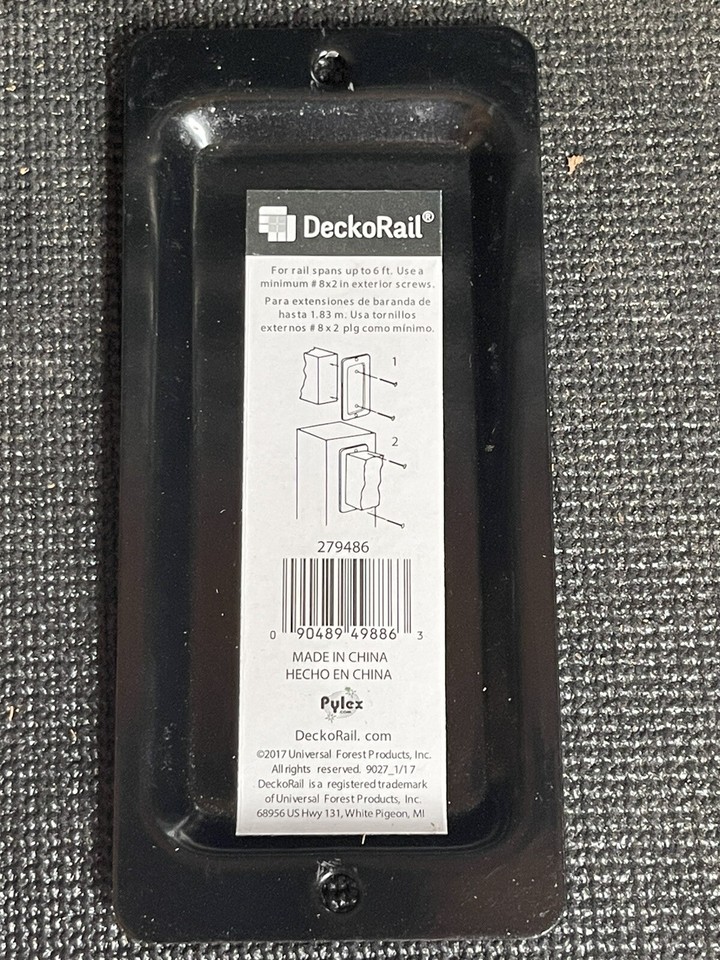 DeckoRail®
For rail spans up to 6 ft. Use a
minimum # 8x2 in exterior screws.
Para extensiones de baranda de
hasta 1.83 m. Usa tornillos
externos # 8 x 2 plg como mínimo.
1
2
279486
0 90489 49886 3
MADE IN CHINA
HECHO EN CHINA
Pylex
.COM
DeckoRail. com
©2017 Universal Forest Products, Inc.
All rights reserved. 9027_1/17
DeckoRail is a registered trademark
of Universal Forest Products, Inc.
68956 US Hwy 131, White Pigeon, MI